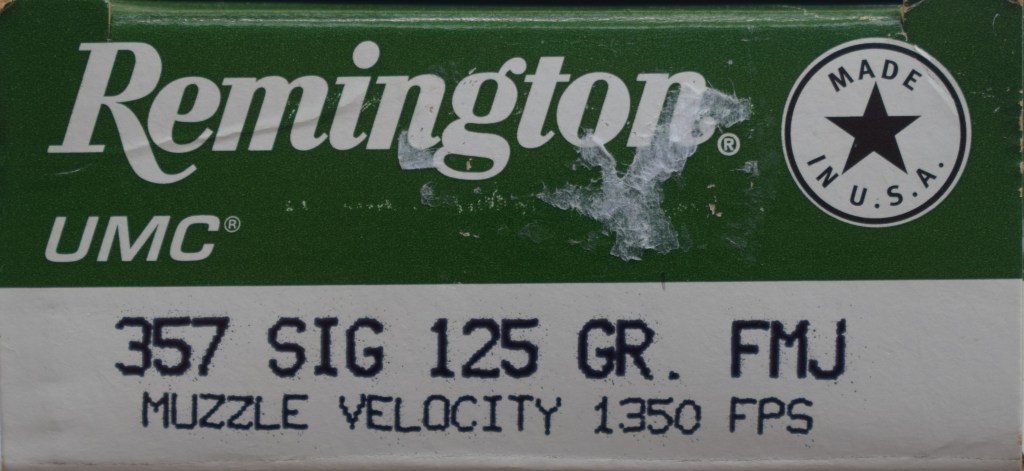 Remington®
MADE
IN U.S.A.
UMC®
357 SIG 125 GR. FMJ
MUZZLE VELOCITY 1350 FPS